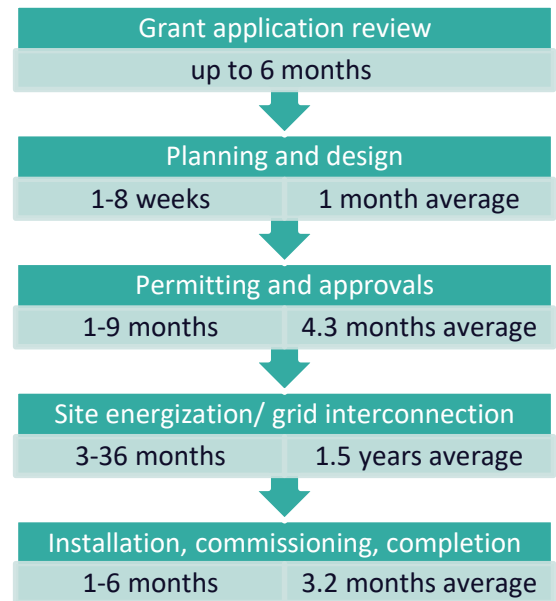 Grant application review
up to 6 months
Planning and design
1-8 weeks 1 month average
Permitting and approvals
1-9 months 4.3 months average
Site energization/ grid interconnection
3-36 months 1.5 years average
Installation, commissioning, completion
1-6 months 3.2 months average